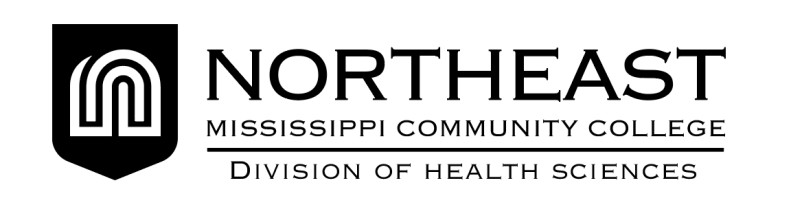 NORTHEAST
MISSISSIPPI COMMUNITY COLLEGE
DIVISION OF HEALTH SCIENCES